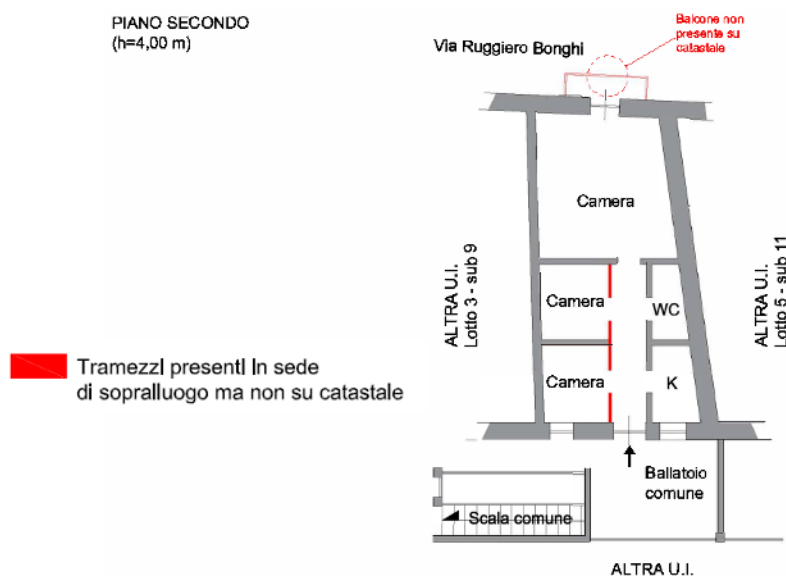 PIANO SECONDO
(h=4,00 m)
Via Ruggiero Bonghi
Balcone non
presente su
catastale
Camera
ALTRA U.I.
Lotto 3 - sub 9
ALTRA U.I.
Lotto 5 - sub 11
Camera
WC
Camera
K
Tramezzi presenti in sede
di sopralluogo ma non su catastale
Ballatoio
comune
Scala comune
ALTRA U.I.